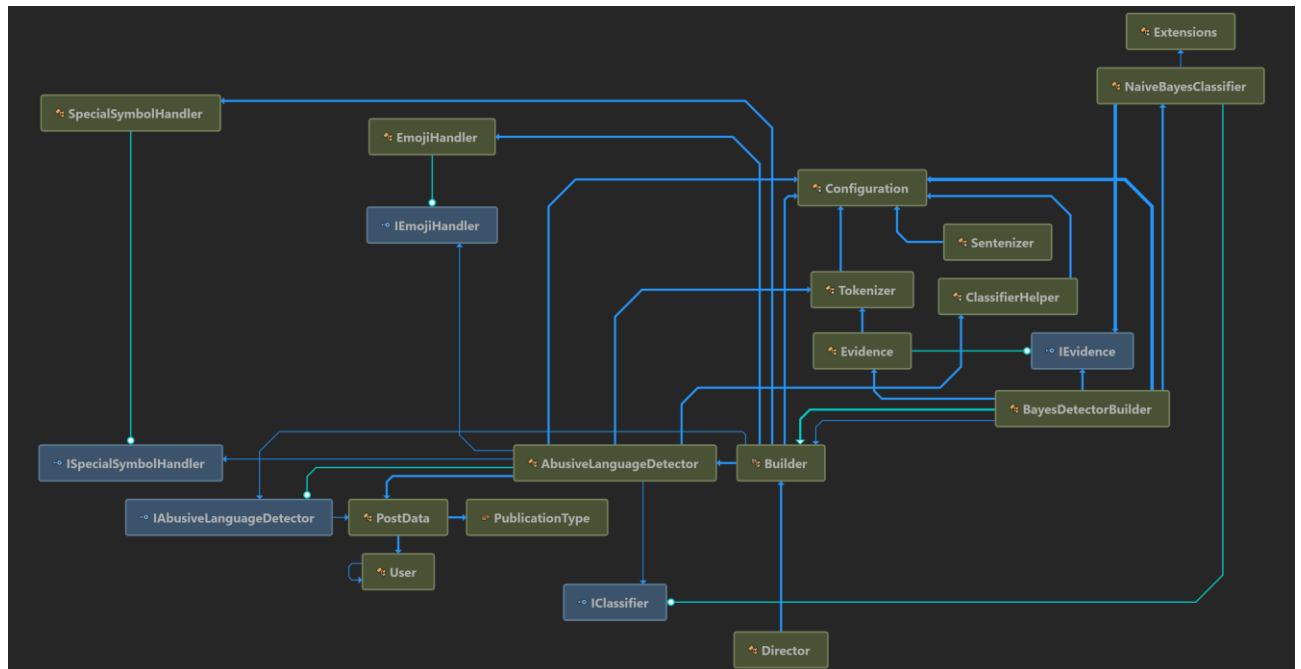 Extensions
NaiveBayesClassifier
SpecialSymbolHandler
EmojiHandler
Configuration
IEmojiHandler
Sentenizer
Tokenizer
ClassifierHelper
Evidence
IEvidence
BayesDetectorBuilder
ISpecialSymbolHandler
AbusiveLanguageDetector
Builder
IAbusiveLanguageDetector
PostData
PublicationType
User
IClassifier
Director